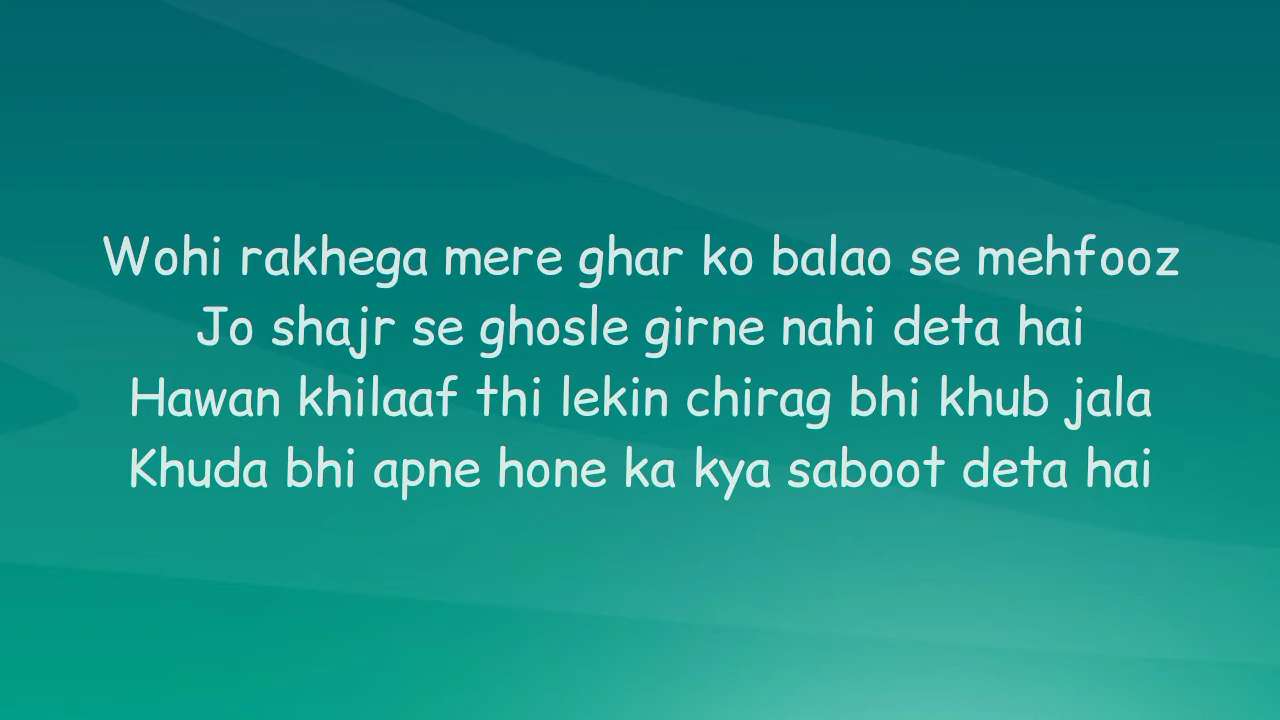 Wohi rakhega mere ghar ko balao se mehfooz
Jo shajr se ghosle girne nahi deta hai
Hawan khilaaf thi lekin chirag bhi khub jala
Khuda bhi apne hone ka kya saboot deta hai